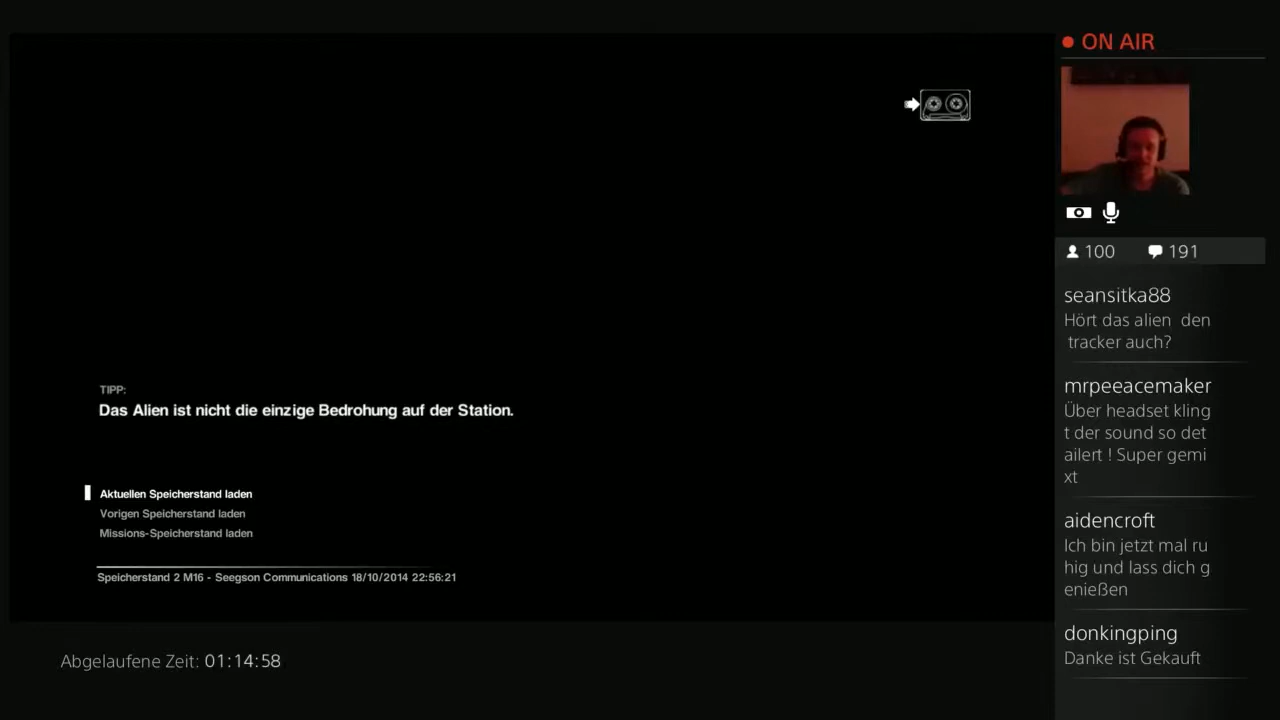 ON AIR
100 191
seansitka88
Hört das alien den
tracker auch?
mrpeeacemaker
Über headset kling
t der sound so det
ailert ! Super gemi
xt
aidencroft
Ich bin jetzt mal ru
hig und lass dich g
enießen
donkingping
Danke ist Gekauft
TIPP:
Das Alien ist nicht die einzige Bedrohung auf der Station.
Aktuellen Speicherstand laden
Vorigen Speicherstand laden
Missions-Speicherstand laden
Speicherstand 2 M16 - Seegson Communications 18/10/2014 22:56:21
Abgelaufene Zeit: 01:14:58